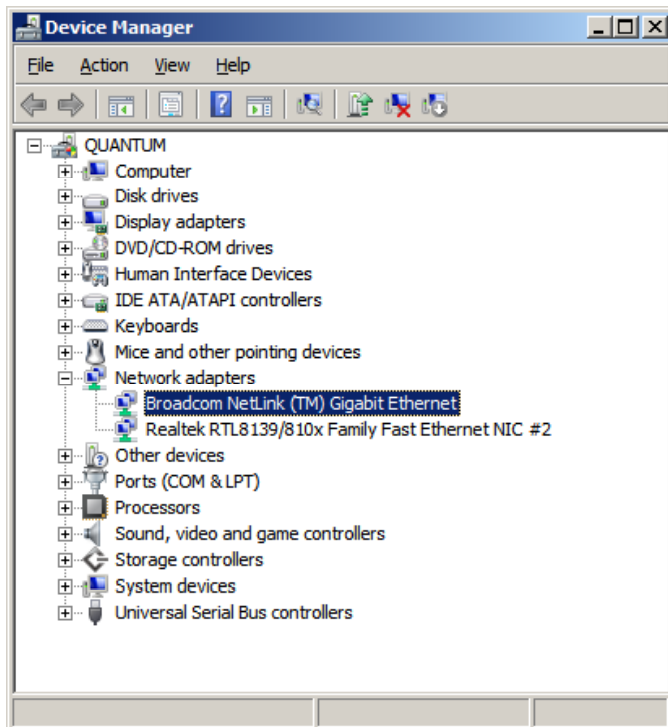 Device Manager
File Action View Help
QUANTUM
Computer
Disk drives
Display adapters
DVD/CD-ROM drives
Human Interface Devices
IDE ATA/ATAPI controllers
Keyboards
Mice and other pointing devices
Network adapters
Broadcom NetLink (TM) Gigabit Ethernet
Realtek RTL8139/810x Family Fast Ethernet NIC #2
Other devices
Ports (COM & LPT)
Processors
Sound, video and game controllers
Storage controllers
System devices
Universal Serial Bus controllers